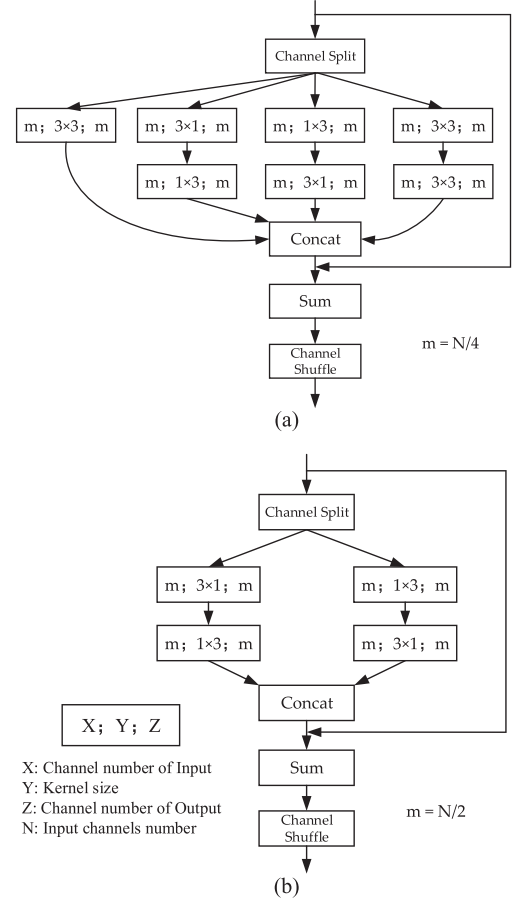 Channel Split
m; 3×3; m
m; 3×1; m
m; 1×3; m
m; 3×3; m
m; 1×3; m
m; 3×1; m
m; 3×3; m
Concat
Sum
m = N/4
Channel
Shuffle
(a)
Channel Split
m; 3×1; m
m; 1×3; m
m; 1×3; m
m; 3×1; m
Concat
X; Y; Z
X: Channel number of Input
Y: Kernel size
Z: Channel number of Output
N: Input channels number
Sum
m = N/2
Channel
Shuffle
(b)